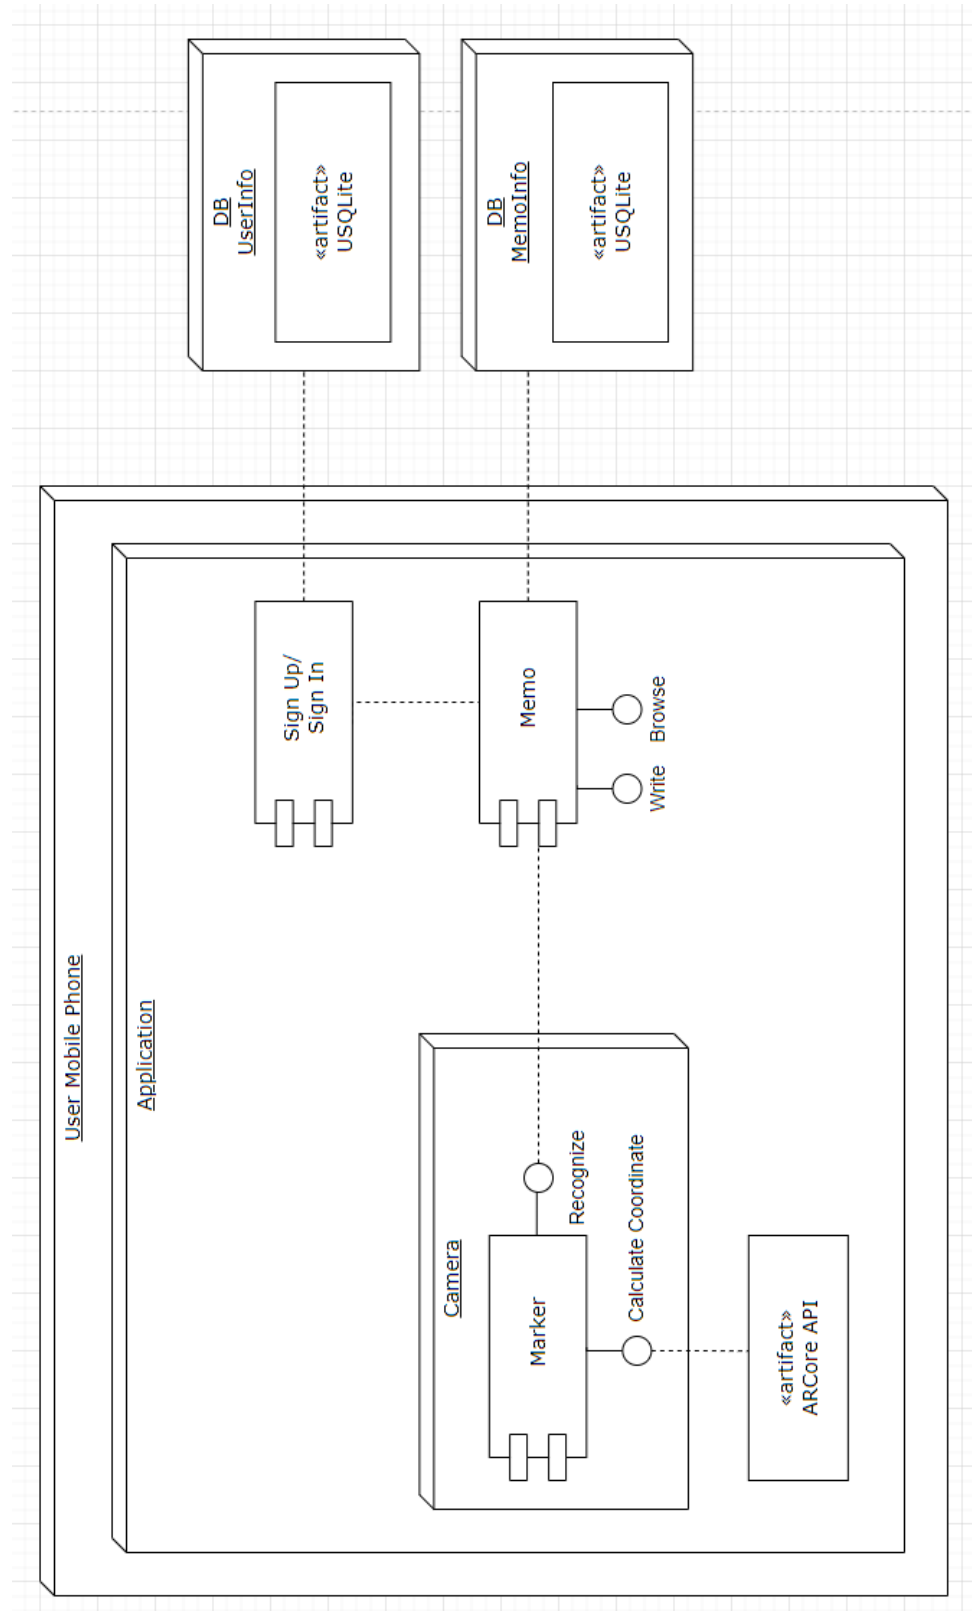 User Mobile Phone
Application
DB
UserInfo
«artifact»
USQLite
Sign Up/
Sign In
Camera
Marker
Recognize
Calculate Coordinate
«artifact»
ARCore API
Memo
Write
Browse
DB
MemoInfo
«artifact»
USQLite